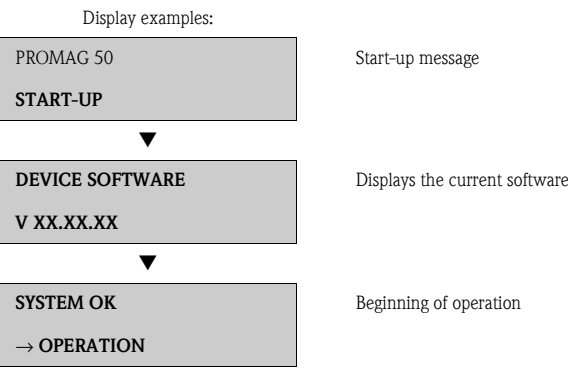 Display examples:
PROMAG 50
Start-up message
START-UP
▼
DEVICE SOFTWARE
Displays the current software
V XX.XX.XX
▼
SYSTEM OK
Beginning of operation
→ OPERATION